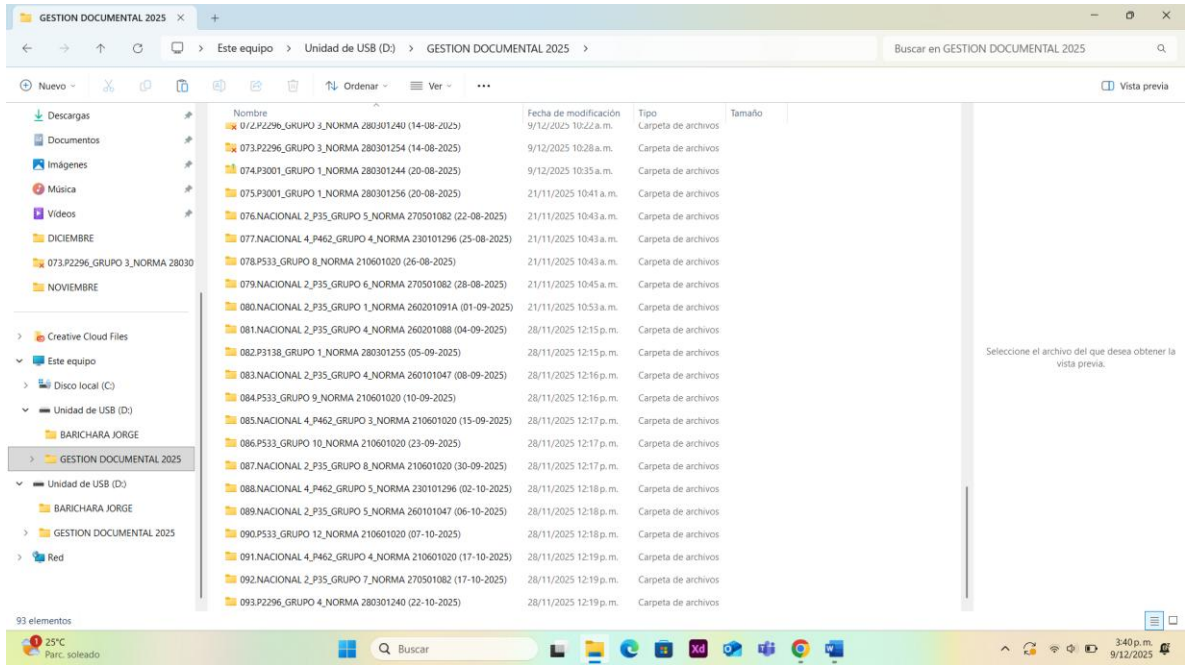 GESTION DOCUMENTAL 2025
Este equipo > Unidad de USB (D:) > GESTION DOCUMENTAL 2025 >
Buscar en GESTION DOCUMENTAL 2025
Nuevo
Ordenar
Ver
Vista previa
Descargas
Documentos
Imágenes
Música
Vídeos
DICIEMBRE
073.P2296_GRUPO 3_NORMA 28030
NOVIEMBRE
Creative Cloud Files
Este equipo
Disco local (C:)
Unidad de USB (D:)
BARICHARA JORGE
GESTION DOCUMENTAL 2025
Unidad de USB (D:)
BARICHARA JORGE
GESTION DOCUMENTAL 2025
Red
Nombre Fecha de modificación Tipo Tamaño
072.P2296_GRUPO 3_NORMA 280301240 (14-08-2025) 9/12/2025 10:22 a. m. Carpeta de archivos
073.P2296_GRUPO 3_NORMA 280301254 (14-08-2025) 9/12/2025 10:28 a. m. Carpeta de archivos
074.P3001_GRUPO 1_NORMA 280301244 (20-08-2025) 9/12/2025 10:35 a. m. Carpeta de archivos
075.P3001_GRUPO 1_NORMA 280301256 (20-08-2025) 21/11/2025 10:41 a. m. Carpeta de archivos
076.NACIONAL 2_P35_GRUPO 5_NORMA 270501082 (22-08-2025) 21/11/2025 10:43 a. m. Carpeta de archivos
077.NACIONAL 4_P462_GRUPO 4_NORMA 230101296 (25-08-2025) 21/11/2025 10:43 a. m. Carpeta de archivos
078.P533_GRUPO 8_NORMA 210601020 (26-08-2025) 21/11/2025 10:43 a. m. Carpeta de archivos
079.NACIONAL 2_P35_GRUPO 6_NORMA 270501082 (28-08-2025) 21/11/2025 10:45 a. m. Carpeta de archivos
080.NACIONAL 2_P35_GRUPO 1_NORMA 260201091A (01-09-2025) 21/11/2025 10:53 a. m. Carpeta de archivos
081.NACIONAL 2_P35_GRUPO 4_NORMA 260201088 (04-09-2025) 28/11/2025 12:15 p. m. Carpeta de archivos
082.P3138_GRUPO 1_NORMA 280301255 (05-09-2025) 28/11/2025 12:15 p. m. Carpeta de archivos
083.NACIONAL 2_P35_GRUPO 4_NORMA 260101047 (08-09-2025) 28/11/2025 12:16 p. m. Carpeta de archivos
084.P533_GRUPO 9_NORMA 210601020 (10-09-2025) 28/11/2025 12:16 p. m. Carpeta de archivos
085.NACIONAL 4_P462_GRUPO 3_NORMA 210601020 (15-09-2025) 28/11/2025 12:17 p. m. Carpeta de archivos
086.P533_GRUPO 10_NORMA 210601020 (23-09-2025) 28/11/2025 12:17 p. m. Carpeta de archivos
087.NACIONAL 2_P35_GRUPO 8_NORMA 210601020 (30-09-2025) 28/11/2025 12:17 p. m. Carpeta de archivos
088.NACIONAL 4_P462_GRUPO 5_NORMA 230101296 (02-10-2025) 28/11/2025 12:18 p. m. Carpeta de archivos
089.NACIONAL 2_P35_GRUPO 5_NORMA 260101047 (06-10-2025) 28/11/2025 12:18 p. m. Carpeta de archivos
090.P533_GRUPO 12_NORMA 210601020 (07-10-2025) 28/11/2025 12:18 p. m. Carpeta de archivos
091.NACIONAL 4_P462_GRUPO 4_NORMA 210601020 (17-10-2025) 28/11/2025 12:19 p. m. Carpeta de archivos
092.NACIONAL 2_P35_GRUPO 7_NORMA 270501082 (17-10-2025) 28/11/2025 12:19 p. m. Carpeta de archivos
093.P2296_GRUPO 4_NORMA 280301240 (22-10-2025) 28/11/2025 12:19 p. m. Carpeta de archivos
Seleccione el archivo del que desea obtener la
vista previa.
93 elementos
1
25°C
Parc. soleado
Buscar
Xd
3:40 p. m.
9/12/2025